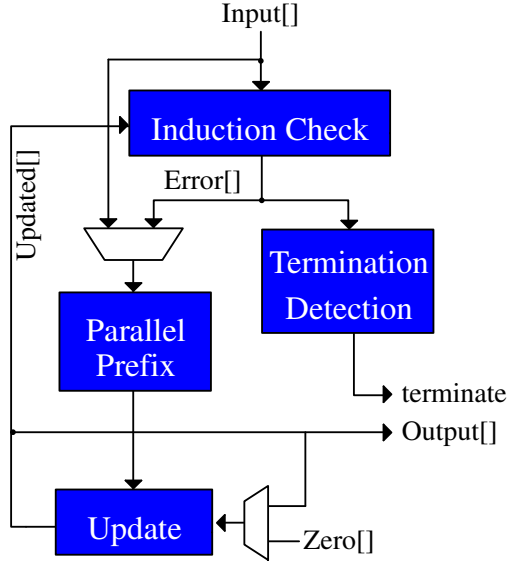 Input[]
Induction Check
Updated[]
Error[]
Termination
Detection
Parallel
Prefix
terminate
Output[]
Update
Zero[]